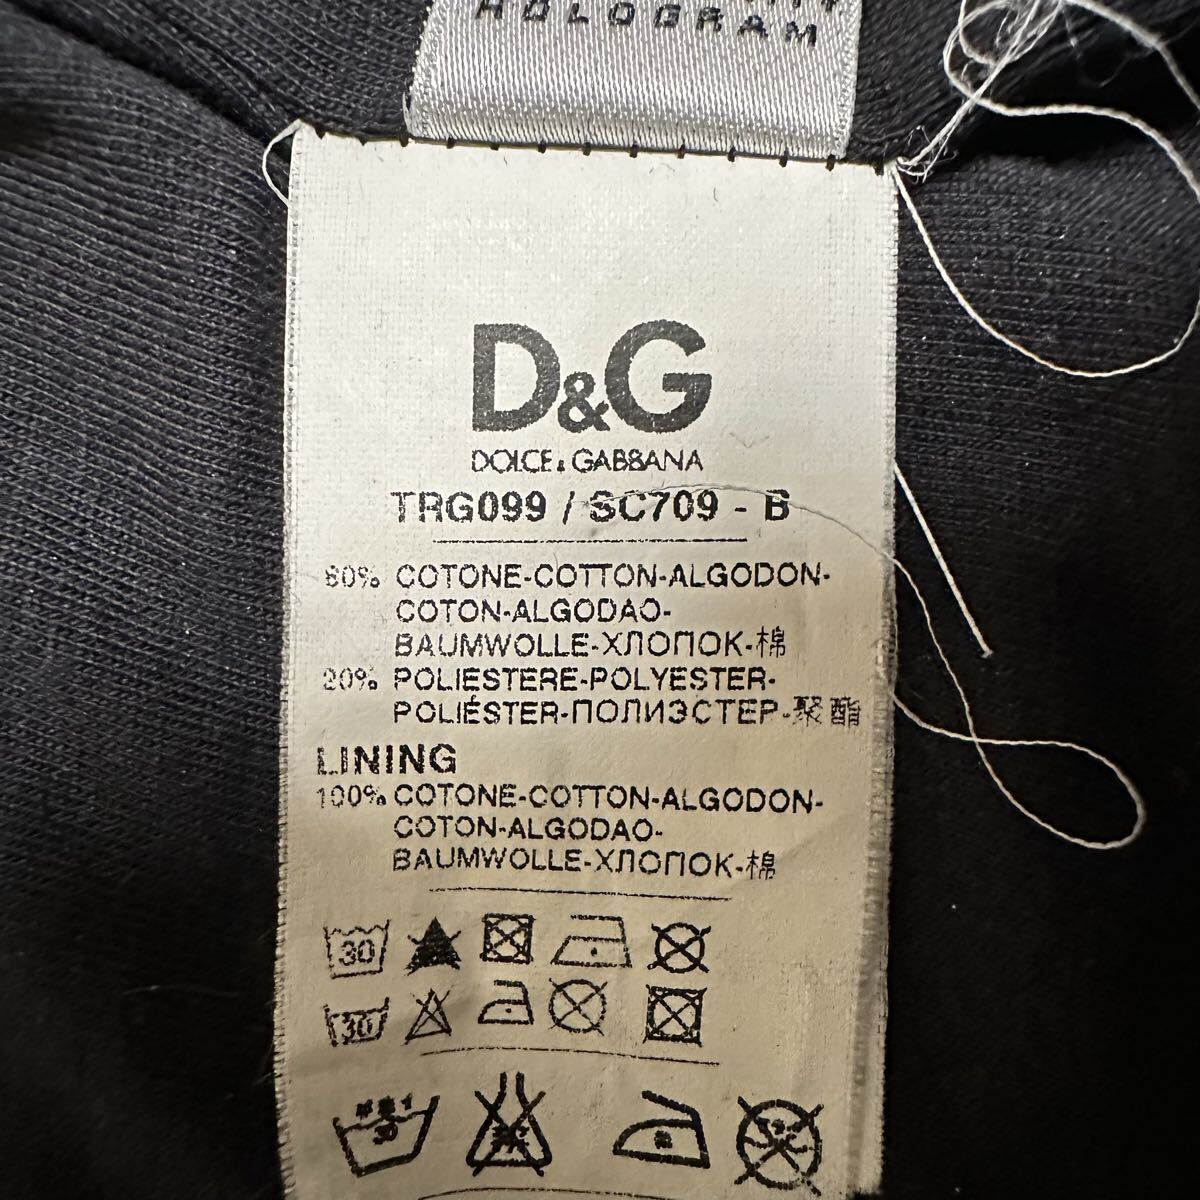 HOLOGRAM
D&G
DOLCE & GABBANA
TRG099 / SC709 - B
80% COTONE-COTTON-ALGODON-
COTON-ALGODAO-
BAUMWOLLE-ХЛОПОК-棉
20% POLIESTERE-POLYESTER-
POLIÉSTER-ПОЛИЭСТЕР-聚酯
LINING
100% COTONE-COTTON-ALGODON-
COTON-ALGODAO-
BAUMWOLLE-ХЛОПОК-棉
30
30
30